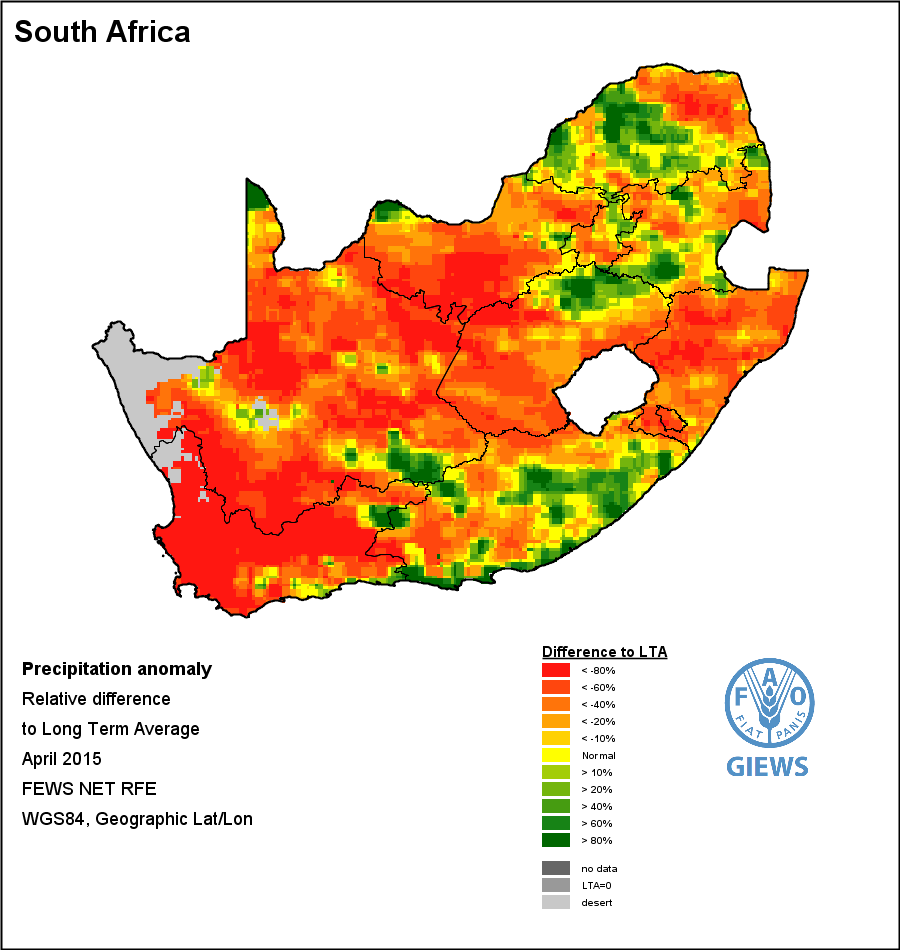 South Africa
Precipitation anomaly
Relative difference
to Long Term Average
April 2015
FEWS NET RFE
WGS84, Geographic Lat/Lon
Difference to LTA
< -80%
< -60%
< -40%
< -20%
< -10%
Normal
> 10%
> 20%
> 40%
> 60%
> 80%
no data
LTA=0
desert
F A O
FIAT PANIS
GIEWS